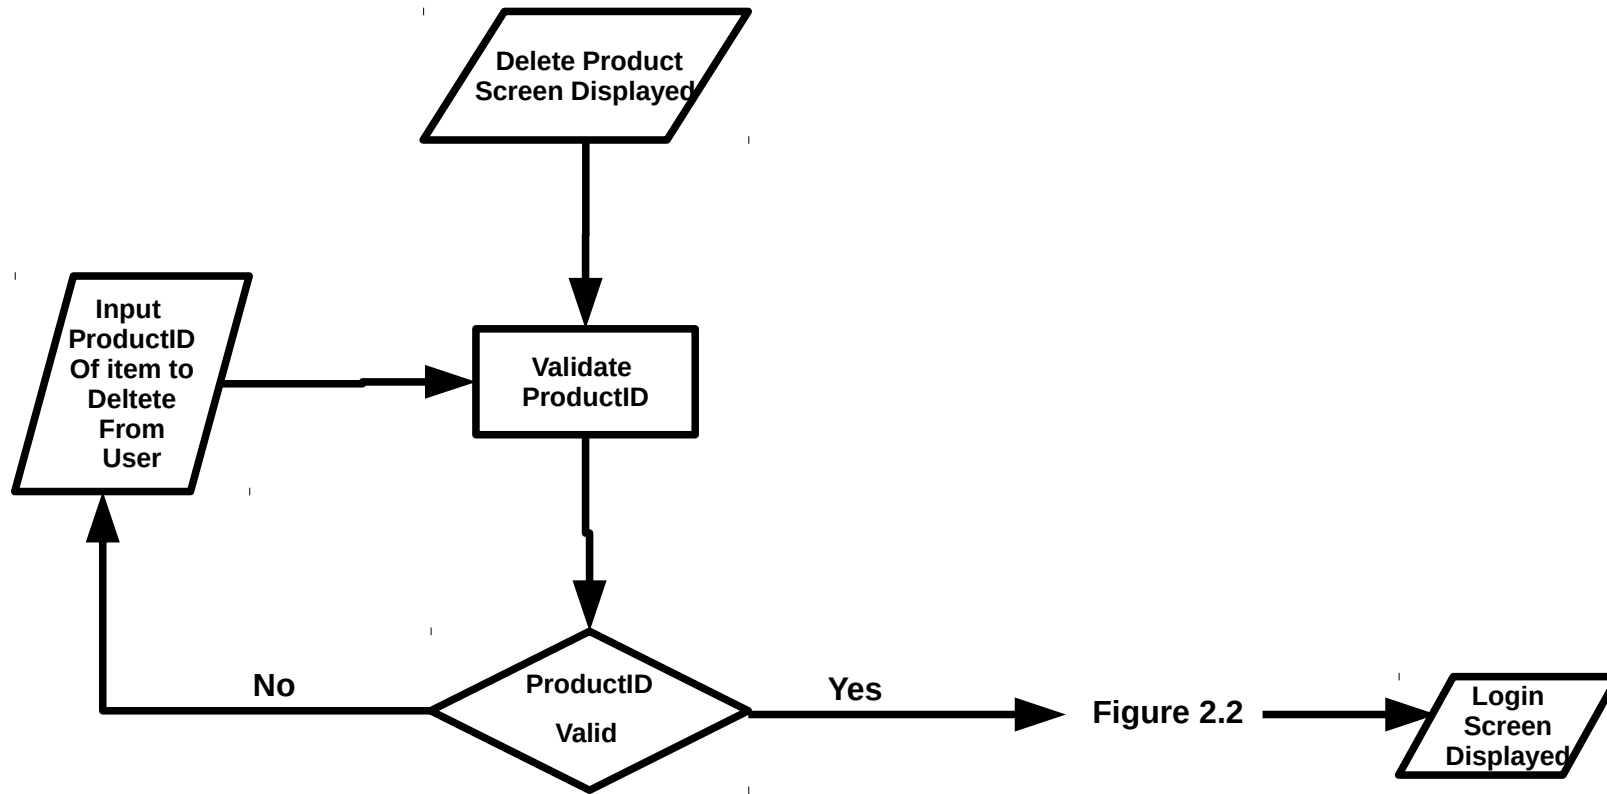 Delete Product
Screen Displayed
Input
ProductID
Of item to
Deltete
From
User
Validate
ProductID
No
ProductID
Valid
Yes
Figure 2.2
Login
Screen
Displayed